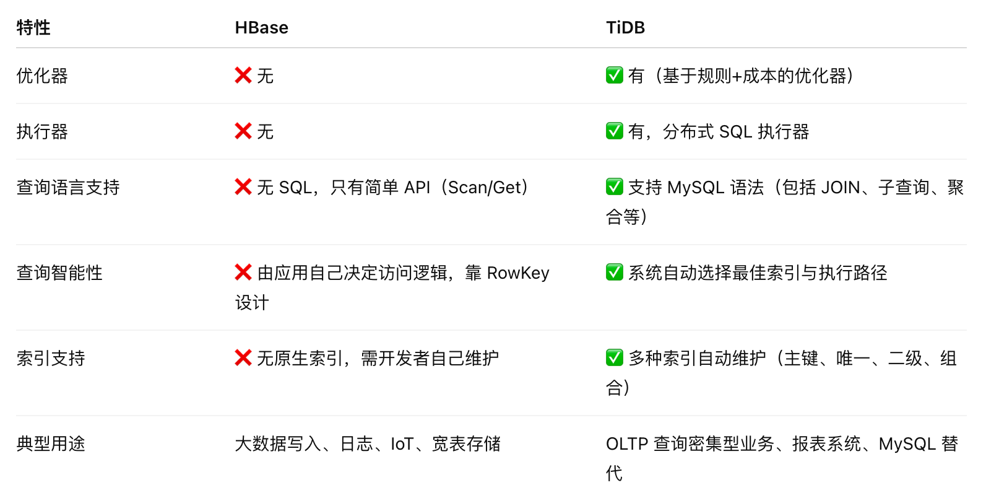 特性 HBase TiDB
优化器 ❌ 无 ✅ 有（基于规则+成本的优化器）
执行器 ❌ 无 ✅ 有，分布式 SQL 执行器
查询语言支持 ❌ 无 SQL，只有简单 API（Scan/Get） ✅ 支持 MySQL 语法（包括 JOIN、子查询、聚
合等）
查询智能性 ❌ 由应用自己决定访问逻辑，靠 RowKey ✅ 系统自动选择最佳索引与执行路径
设计
索引支持 ❌ 无原生索引，需开发者自己维护 ✅ 多种索引自动维护（主键、唯一、二级、组
合）
典型用途 大数据写入、日志、IoT、宽表存储 OLTP 查询密集型业务、报表系统、MySQL 替
代